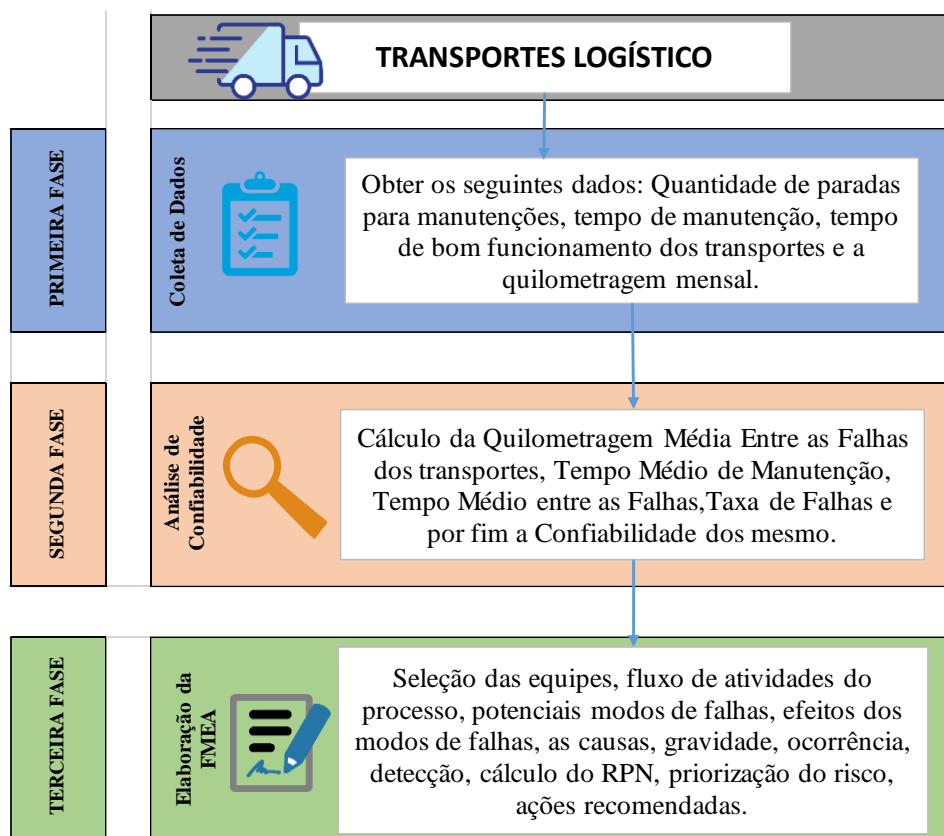 TRANSPORTES LOGÍSTICO
PRIMEIRA FASE
Coleta de Dados
Obter os seguintes dados: Quantidade de paradas
para manutenções, tempo de manutenção, tempo
de bom funcionamento dos transportes e a
quilometragem mensal.
SEGUNDA FASE
Análise de
Confiabilidade
Cálculo da Quilometragem Média Entre as Falhas
dos transportes, Tempo Médio de Manutenção,
Tempo Médio entre as Falhas,Taxa de Falhas e
por fim a Confiabilidade dos mesmo.
TERCEIRA FASE
Elaboração da
FMEA
Seleção das equipes, fluxo de atividades do
processo, potenciais modos de falhas, efeitos dos
modos de falhas, as causas, gravidade, ocorrência,
detecção, cálculo do RPN, priorização do risco,
ações recomendadas.